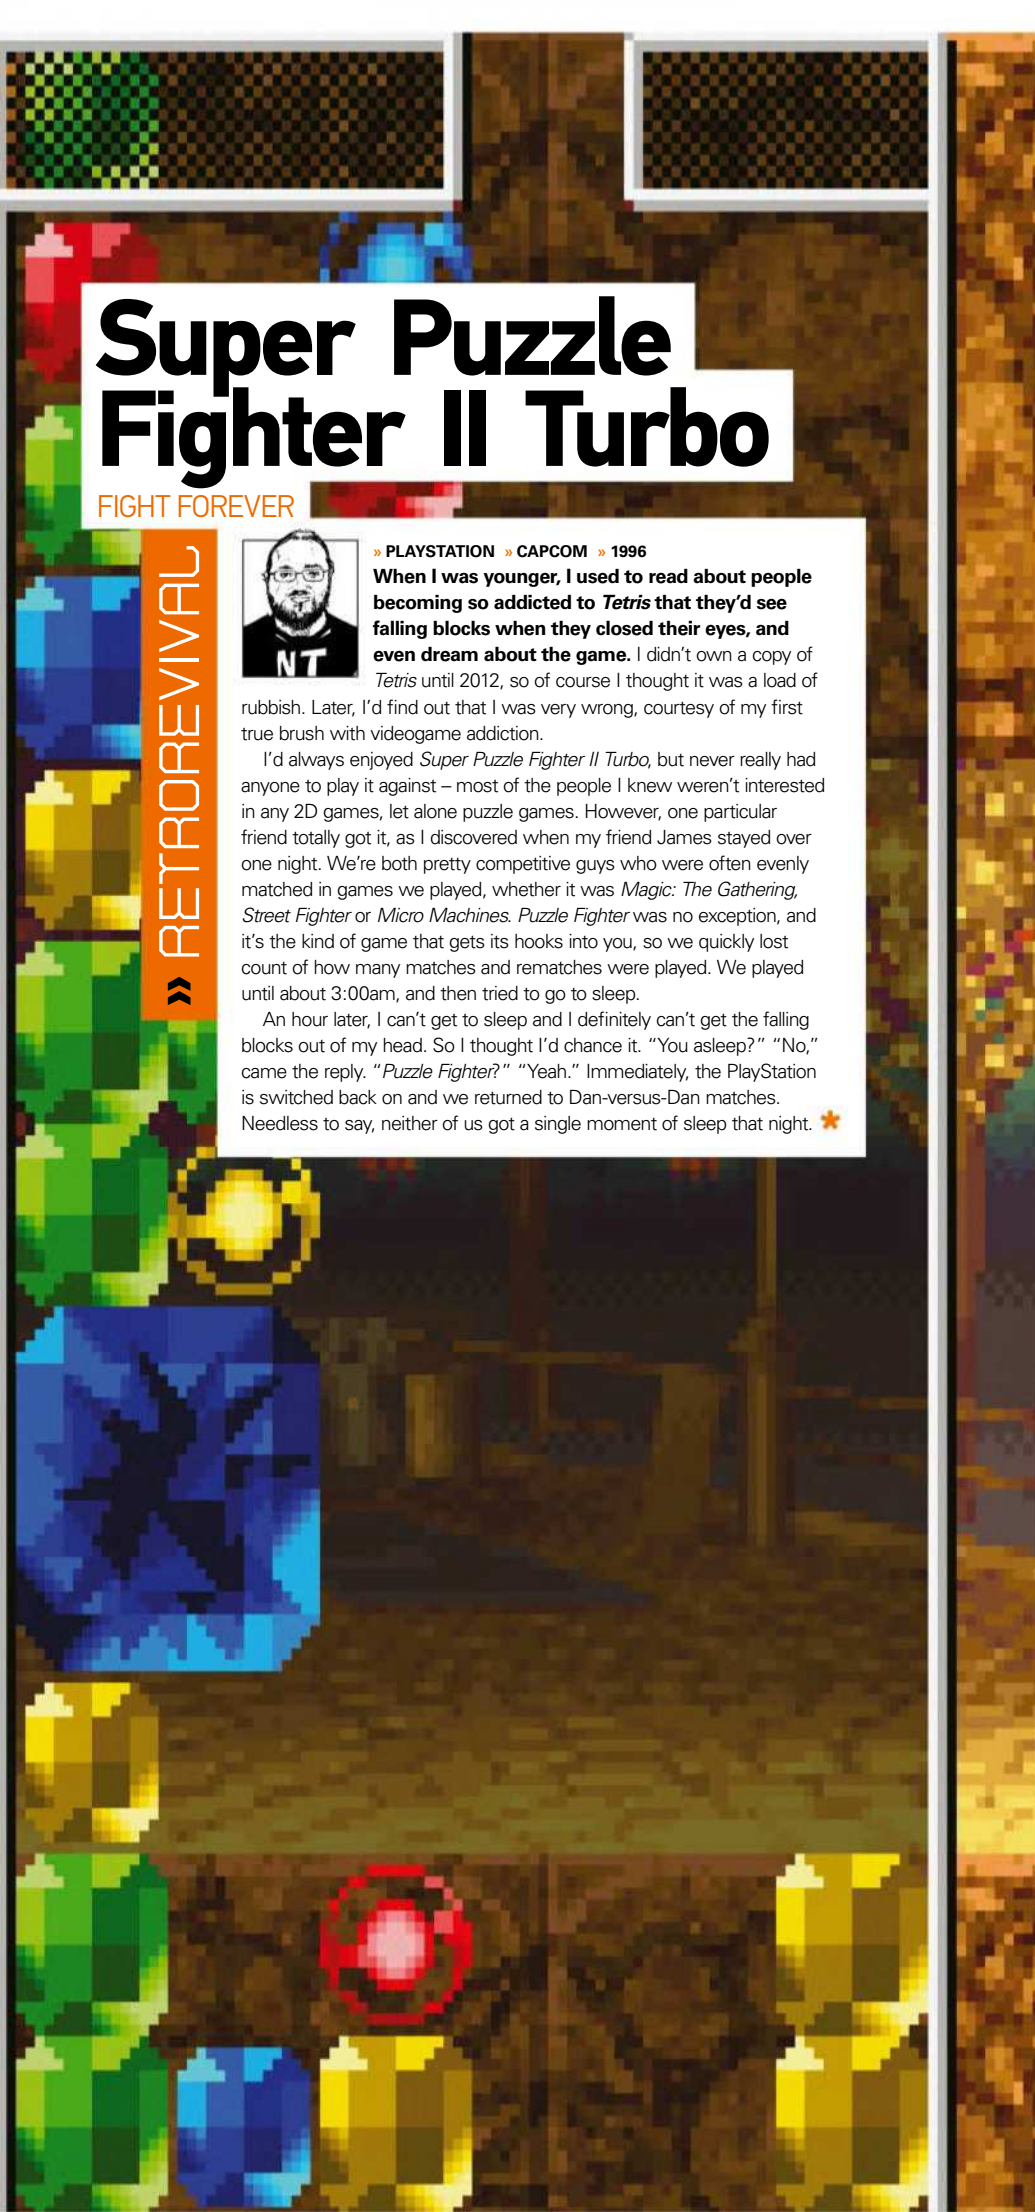 Super Puzzle
Fighter II Turbo
FIGHT FOREVER
» RETROREVIVAL
NT
» PLAYSTATION » CAPCOM » 1996
When I was younger, I used to read about people
becoming so addicted to Tetris that they’d see
falling blocks when they closed their eyes, and
even dream about the game. I didn’t own a copy of
Tetris until 2012, so of course I thought it was a load of
rubbish. Later, I’d find out that I was very wrong, courtesy of my first
true brush with videogame addiction.
I’d always enjoyed Super Puzzle Fighter II Turbo, but never really had
anyone to play it against – most of the people I knew weren’t interested
in any 2D games, let alone puzzle games. However, one particular
friend totally got it, as I discovered when my friend James stayed over
one night. We’re both pretty competitive guys who were often evenly
matched in games we played, whether it was Magic: The Gathering,
Street Fighter or Micro Machines. Puzzle Fighter was no exception, and
it’s the kind of game that gets its hooks into you, so we quickly lost
count of how many matches and rematches were played. We played
until about 3:00am, and then tried to go to sleep.
An hour later, I can’t get to sleep and I definitely can’t get the falling
blocks out of my head. So I thought I’d chance it. “You asleep?” “No,”
came the reply. “Puzzle Fighter?” “Yeah.” Immediately, the PlayStation
is switched back on and we returned to Dan-versus-Dan matches.
Needless to say, neither of us got a single moment of sleep that night. *